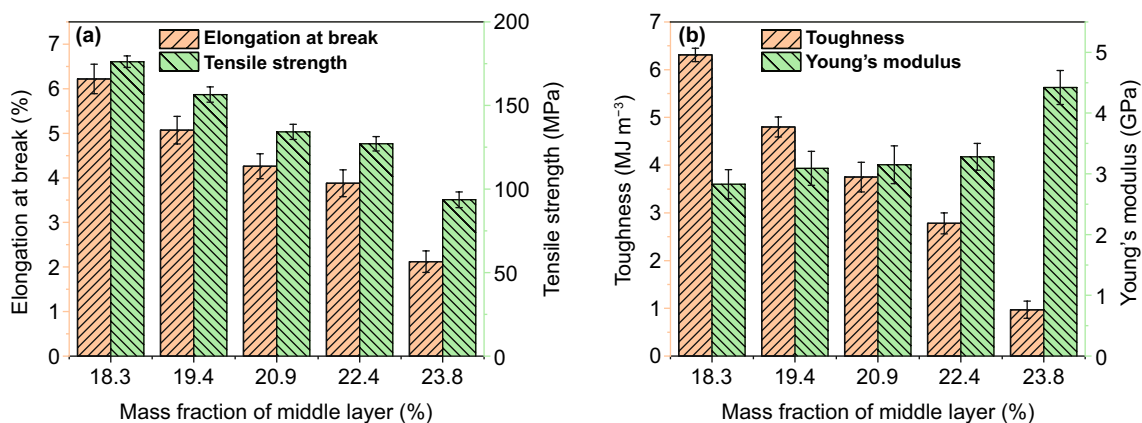 (a)
Elongation at break
Tensile strength
Elongation at break (%)
7
6
5
4
3
2
1
0
200
150
100
50
0
Tensile strength (MPa)
18.3 19.4 20.9 22.4 23.8
Mass fraction of middle layer (%)
(b)
Toughness
Young's modulus
Toughness (MJ m⁻³)
7
6
5
4
3
2
1
0
5
4
3
2
1
0
Young's modulus (GPa)
18.3 19.4 20.9 22.4 23.8
Mass fraction of middle layer (%)